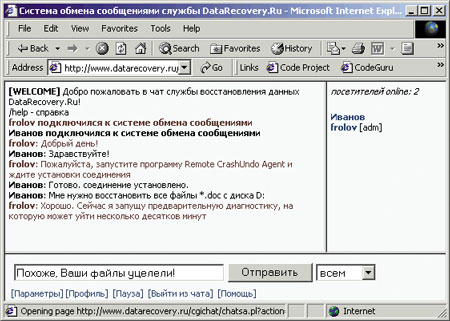 Система обмена сообщениями службы DataRecovery.Ru - Microsoft Internet Expl...
File Edit View Favorites Tools Help
Back Search Favorites History
Address http://www.datarecovery.ru, Go Links Code Project CodeGuru
[WELCOME] Добро пожаловать в чат службы восстановления данных
DataRecovery.Ru!
/help - справка
frolov подключился к системе обмена сообщениями
Иванов подключился к системе обмена сообщениями
frolov: Добрый день!
Иванов: Здравствуйте!
frolov: Пожалуйста, запустите программу Remote CrashUndo Agent и
ждите установки соединения
Иванов: Готово. соединение установлено.
Иванов: Мне нужно восстановить все файлы *.doc с диска D:
frolov: Хорошо. Сейчас я запущу предварительную диагностику, на
которую может уйти несколько десятков минут
посетителей online: 2
Иванов
frolov [adm]
Похоже, Ваши файлы уцелели! Отправить всем
[Параметры] [Профиль] [Пауза] [Выйти из чата] [Помощь]
Opening page http://www.datarecovery.ru/cgichat/chatsa.pl?action= Internet